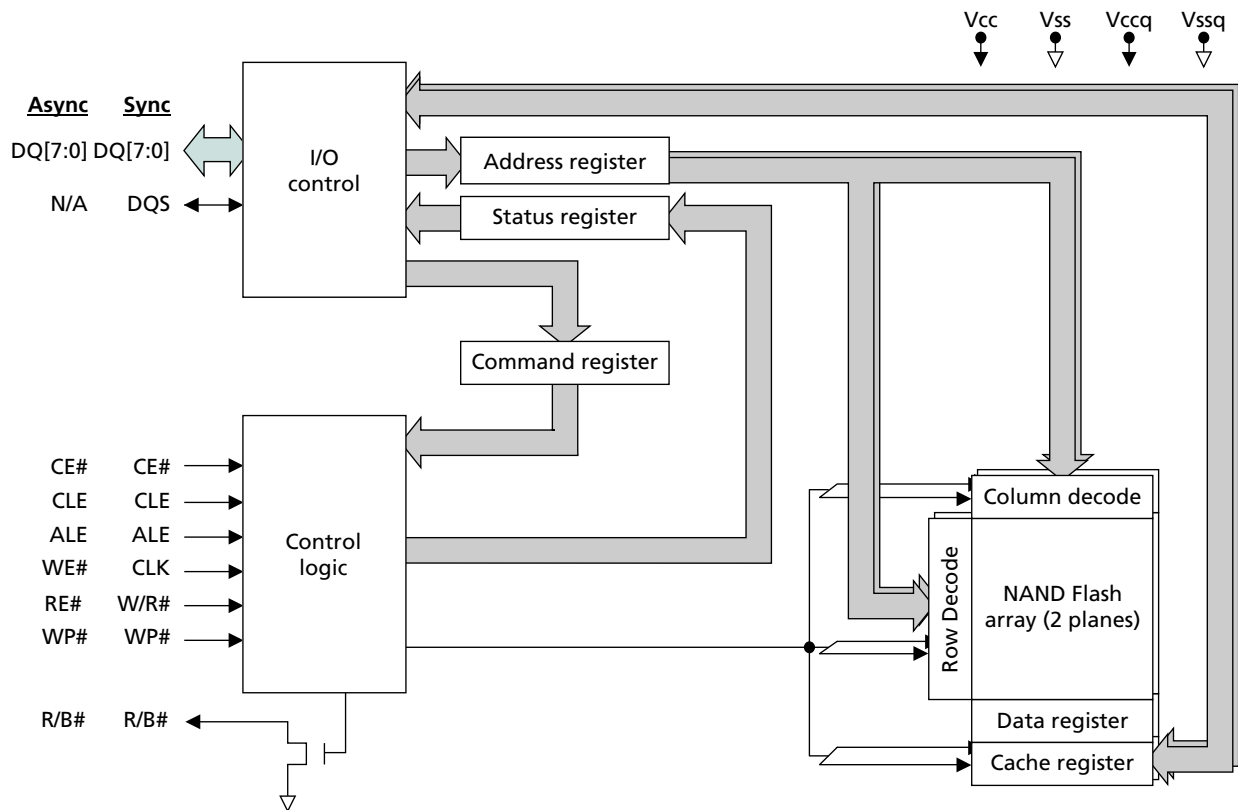 Vcc Vss Vccq Vssq
Async Sync
DQ[7:0] DQ[7:0]
N/A DQS
I/O
control
Address register
Status register
Command register
CE# CE#
CLE CLE
ALE ALE
WE# CLK
RE# W/R#
WP# WP#
R/B# R/B#
Control
logic
Column decode
Row Decode
NAND Flash
array (2 planes)
Data register
Cache register